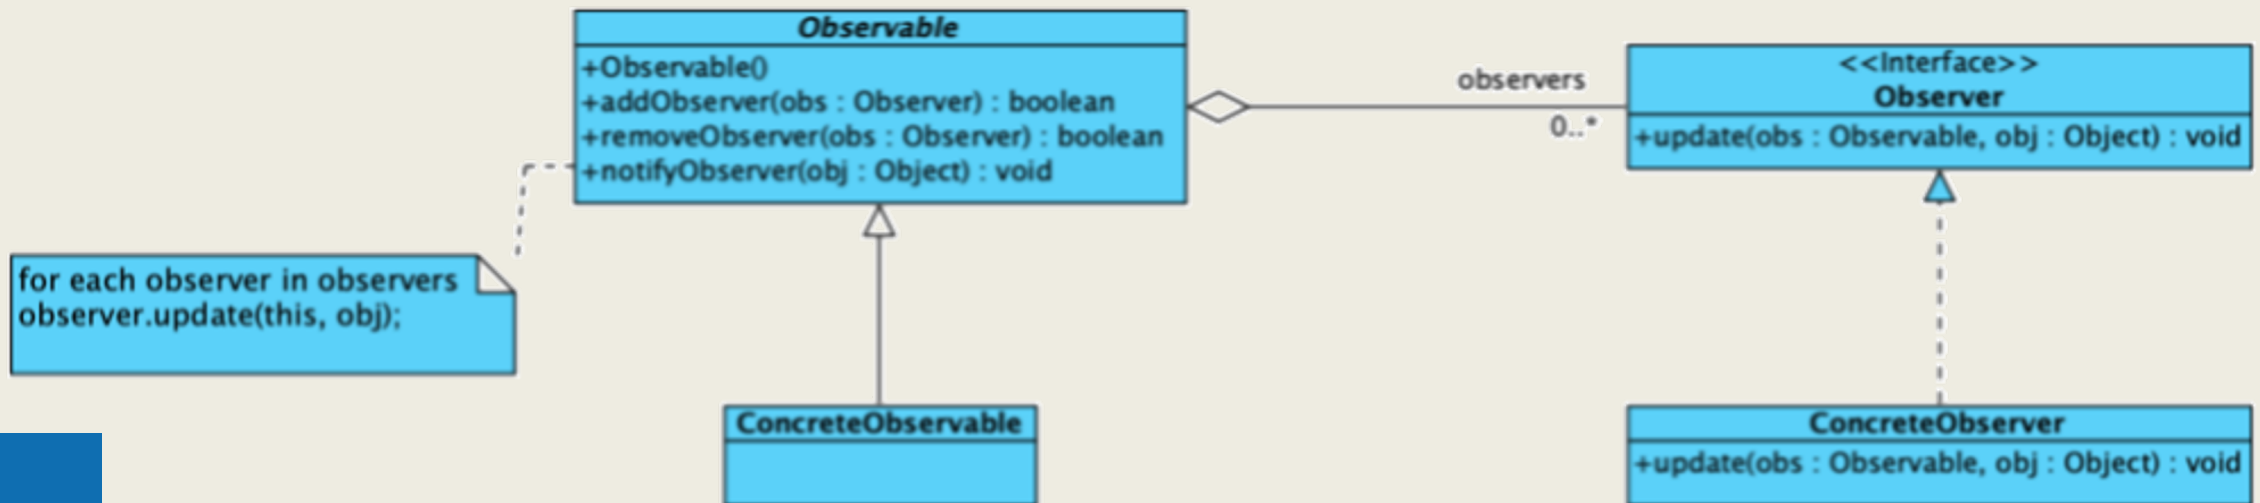 Observable
+Observable()
+addObserver(obs : Observer) : boolean
+removeObserver(obs : Observer) : boolean
+notifyObserver(obj : Object) : void
observers
0..*
<<Interface>>
Observer
+update(obs : Observable, obj : Object) : void
for each observer in observers
observer.update(this, obj);
ConcreteObservable
ConcreteObserver
+update(obs : Observable, obj : Object) : void